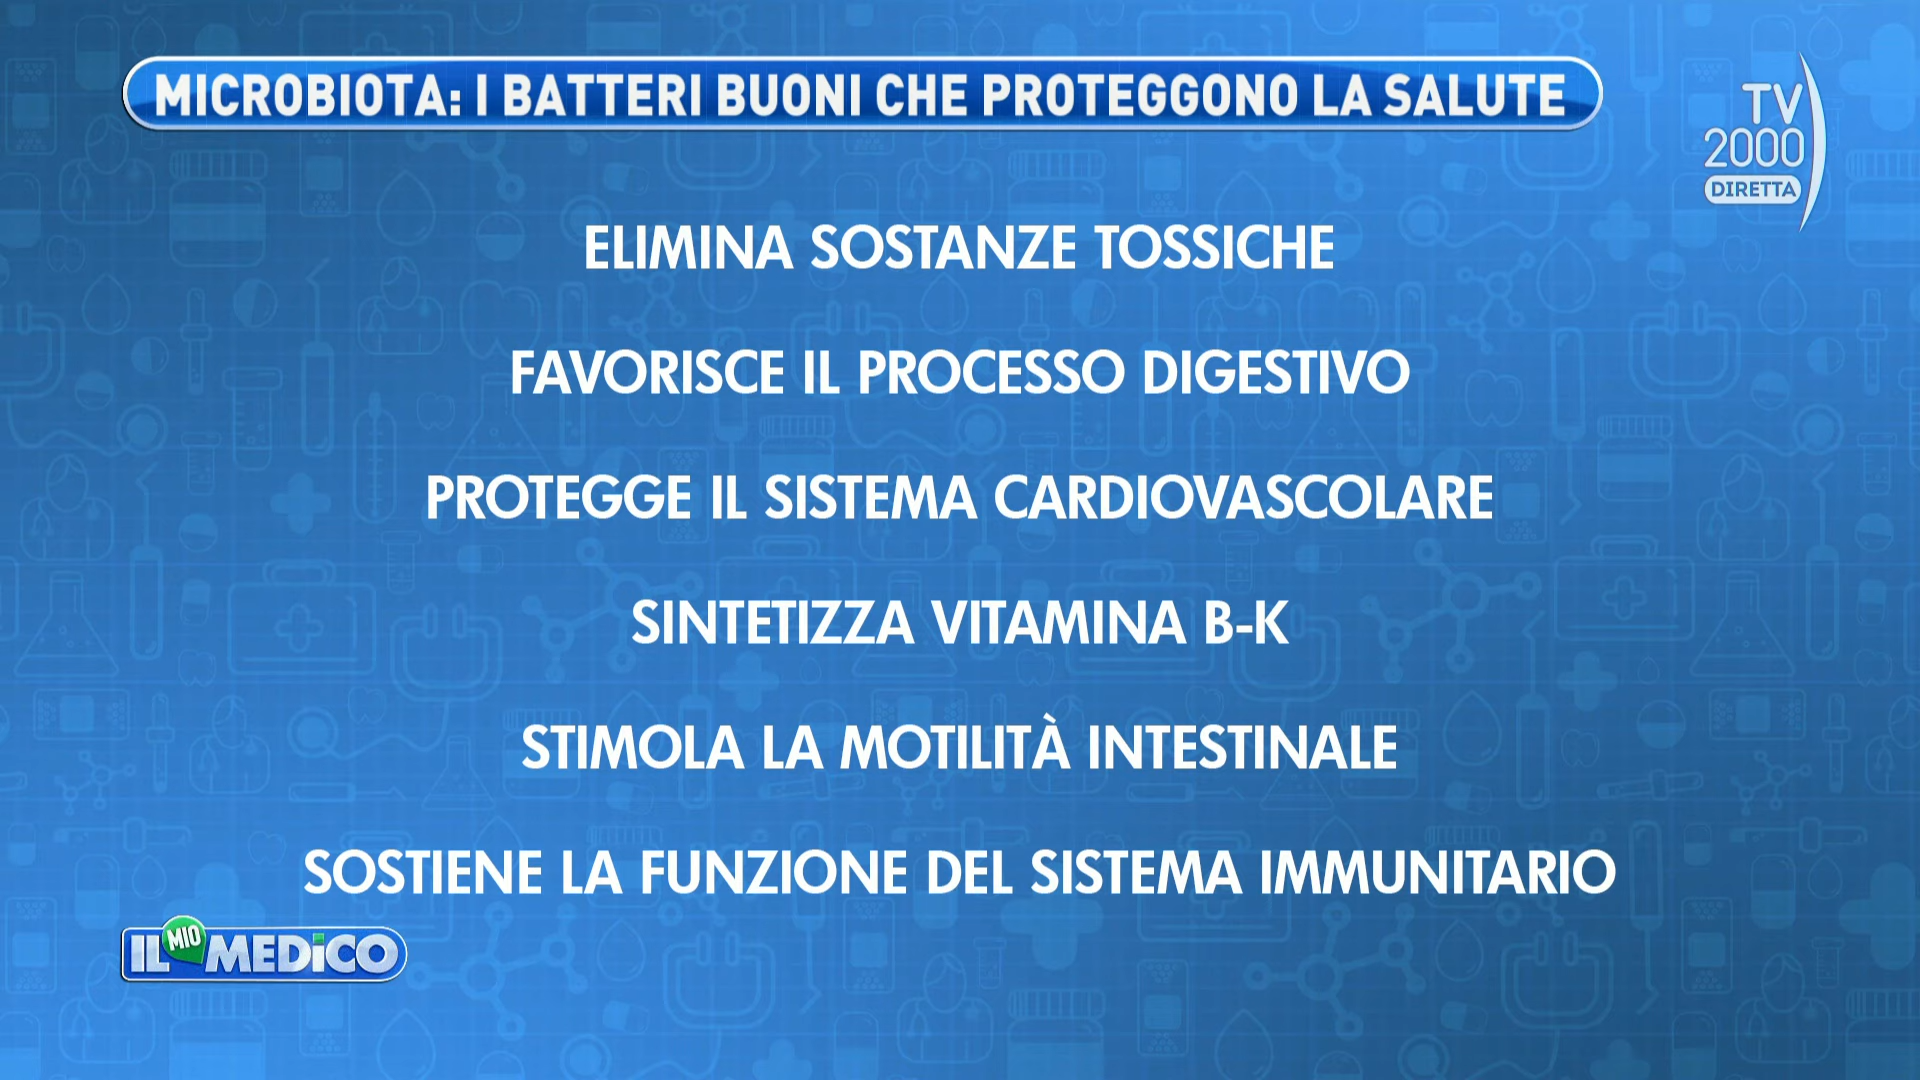 MICROBIOTA: I BATTERI BUONI CHE PROTEGGONO LA SALUTE
TV
2000
DIRETTA
ELIMINA SOSTANZE TOSSICHE
FAVORISCE IL PROCESSO DIGESTIVO
PROTEGGE IL SISTEMA CARDIOVASCOLARE
SINTETIZZA VITAMINA B-K
STIMOLA LA MOTILITÀ INTESTINALE
SOSTIENE LA FUNZIONE DEL SISTEMA IMMUNITARIO
IL MIO MEDICO